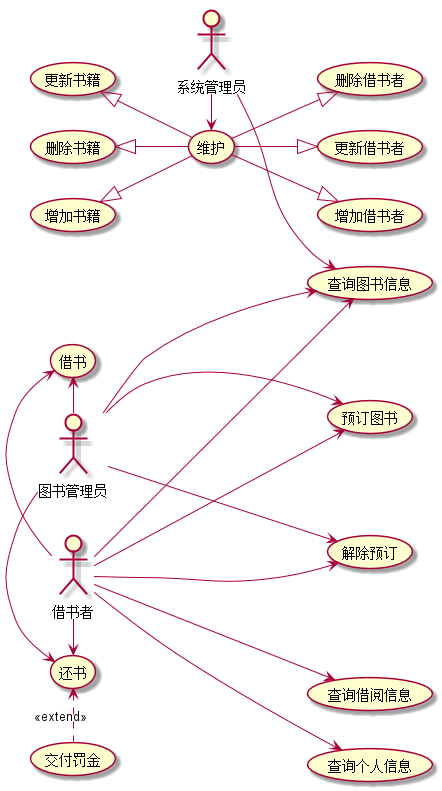 系统管理员
更新书籍
删除借书者
删除书籍
维护
更新借书者
增加书籍
增加借书者
查询图书信息
借书
预订图书
图书管理员
解除预订
借书者
还书
查询借阅信息
«extend»
交付罚金
查询个人信息